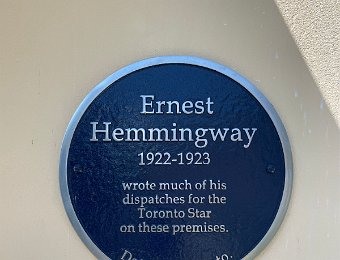 Ernest
Hemmingway
1922-1923
wrote much of his
dispatches for the
Toronto Star
on these premises.